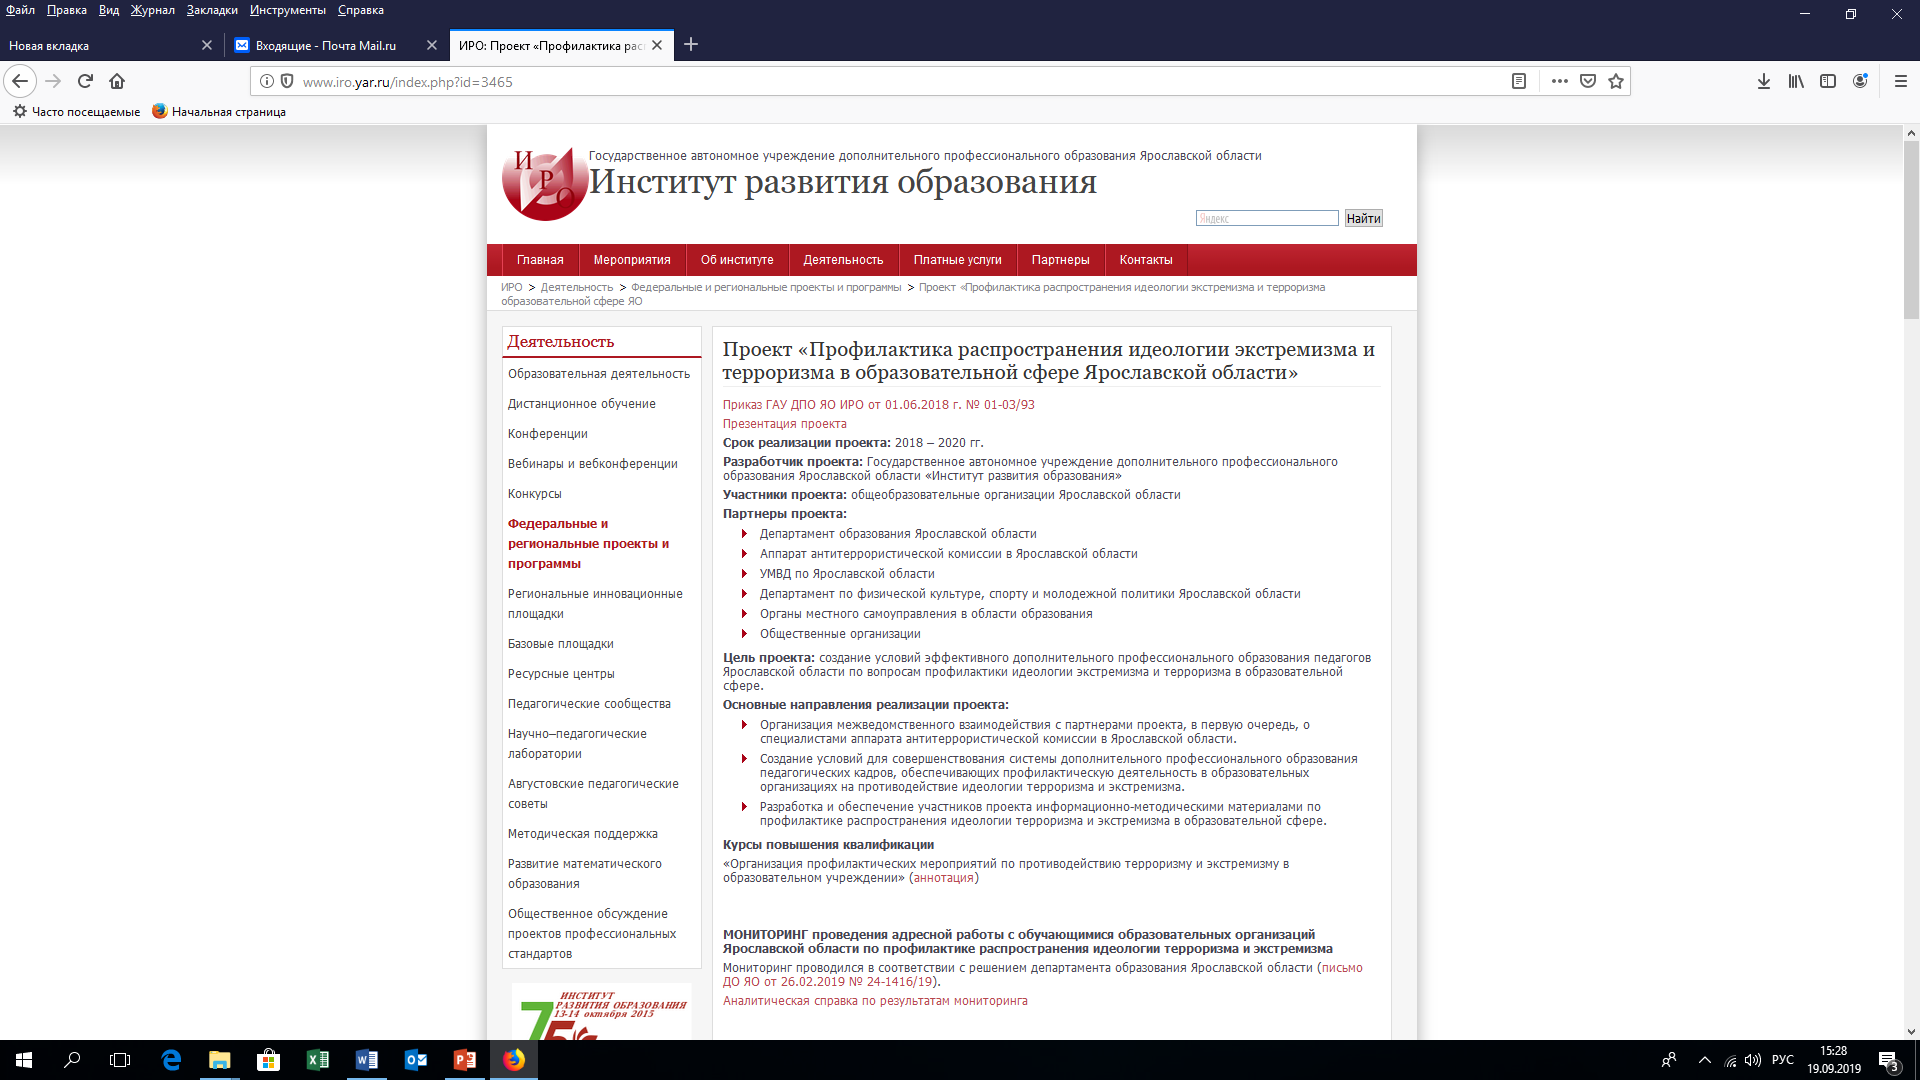 Файл Правка Вид Журнал Закладки Инструменты Справка
Новая вкладка
Входящие - Почта Mail.ru
ИРО: Проект «Профилактика рас
www.iro.yar.ru/index.php?id=3465
Часто посещаемые
Начальная страница
И Р О
Государственное автономное учреждение дополнительного профессионального образования Ярославской области
Институт развития образования
Яндекс
Найти
Главная Мероприятия Об институте Деятельность Платные услуги Партнеры Контакты
ИРО > Деятельность > Федеральные и региональные проекты и программы > Проект «Профилактика распространения идеологии экстремизма и терроризма
образовательной сфере ЯО
Деятельность
Образовательная деятельность
Дистанционное обучение
Конференции
Вебинары и вебконференции
Конкурсы
Федеральные и
региональные проекты и
программы
Региональные инновационные
площадки
Базовые площадки
Ресурсные центры
Педагогические сообщества
Научно–педагогические
лаборатории
Августовские педагогические
советы
Методическая поддержка
Развитие математического
образования
Общественное обсуждение
проектов профессиональных
стандартов
ИНСТИТУТ
РАЗВИТИЯ ОБРАЗОВАНИЯ
13-14 октября 2015
75
Проект «Профилактика распространения идеологии экстремизма и
терроризма в образовательной сфере Ярославской области»
Приказ ГАУ ДПО ЯО ИРО от 01.06.2018 г. № 01-03/93
Презентация проекта
Срок реализации проекта: 2018 – 2020 гг.
Разработчик проекта: Государственное автономное учреждение дополнительного профессионального
образования Ярославской области «Институт развития образования»
Участники проекта: общеобразовательные организации Ярославской области
Партнеры проекта:
Департамент образования Ярославской области
Аппарат антитеррористической комиссии в Ярославской области
УМВД по Ярославской области
Департамент по физической культуре, спорту и молодежной политики Ярославской области
Органы местного самоуправления в области образования
Общественные организации
Цель проекта: создание условий эффективного дополнительного профессионального образования педагогов
Ярославской области по вопросам профилактики идеологии экстремизма и терроризма в образовательной
сфере.
Основные направления реализации проекта:
Организация межведомственного взаимодействия с партнерами проекта, в первую очередь, о
специалистами аппарата антитеррористической комиссии в Ярославской области.
Создание условий для совершенствования системы дополнительного профессионального образования
педагогических кадров, обеспечивающих профилактическую деятельность в образовательных
организациях на противодействие идеологии терроризма и экстремизма.
Разработка и обеспечение участников проекта информационно-методическими материалами по
профилактике распространения идеологии терроризма и экстремизма в образовательной сфере.
Курсы повышения квалификации
«Организация профилактических мероприятий по противодействию терроризму и экстремизму в
образовательном учреждении» (аннотация)
МОНИТОРИНГ проведения адресной работы с обучающимися образовательных организаций
Ярославской области по профилактике распространения идеологии терроризма и экстремизма
Мониторинг проводился в соответствии с решением департамента образования Ярославской области (письмо
ДО ЯО от 26.02.2019 № 24-1416/19).
Аналитическая справка по результатам мониторинга
РУС
15:28
19.09.2019
3